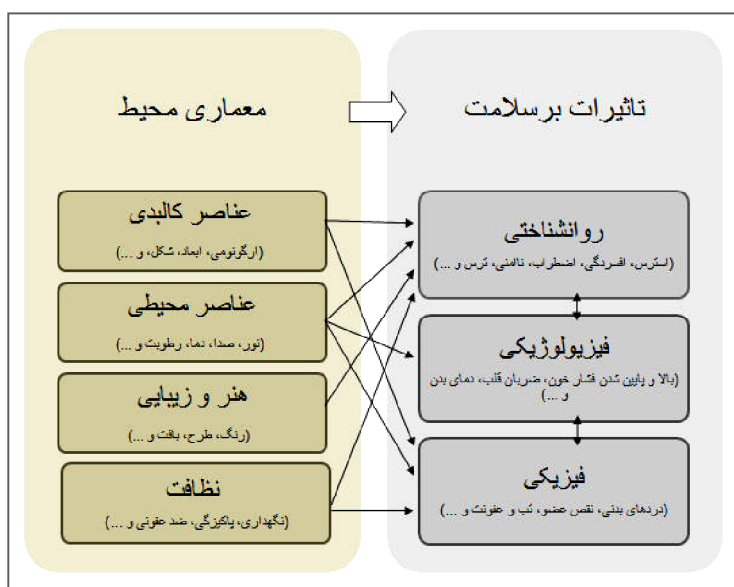 معماری محیط
تاثیرات برسلامت
عناصر کالبدی
(ارگونومی، ابعاد، شکل، و ...)
عناصر محیطی
(نور، صدا، دما، رطوبت و ...)
هنر و زیبایی
(رنگ، طرح، بافت و ...)
نظافت
(نگهداری، پاکیزگی، ضد عفونی و ...)
روانشناختی
(استرس، افسردگی، اضطراب، ناامنی، ترس و ...)
فیزیولوژیکی
(بالا و پایین شدن فشار خون، ضربان قلب، دمای بدن
و ...)
فیزیکی
(دردهای بدنی، نقص عضو، تب و عفونت و ...)